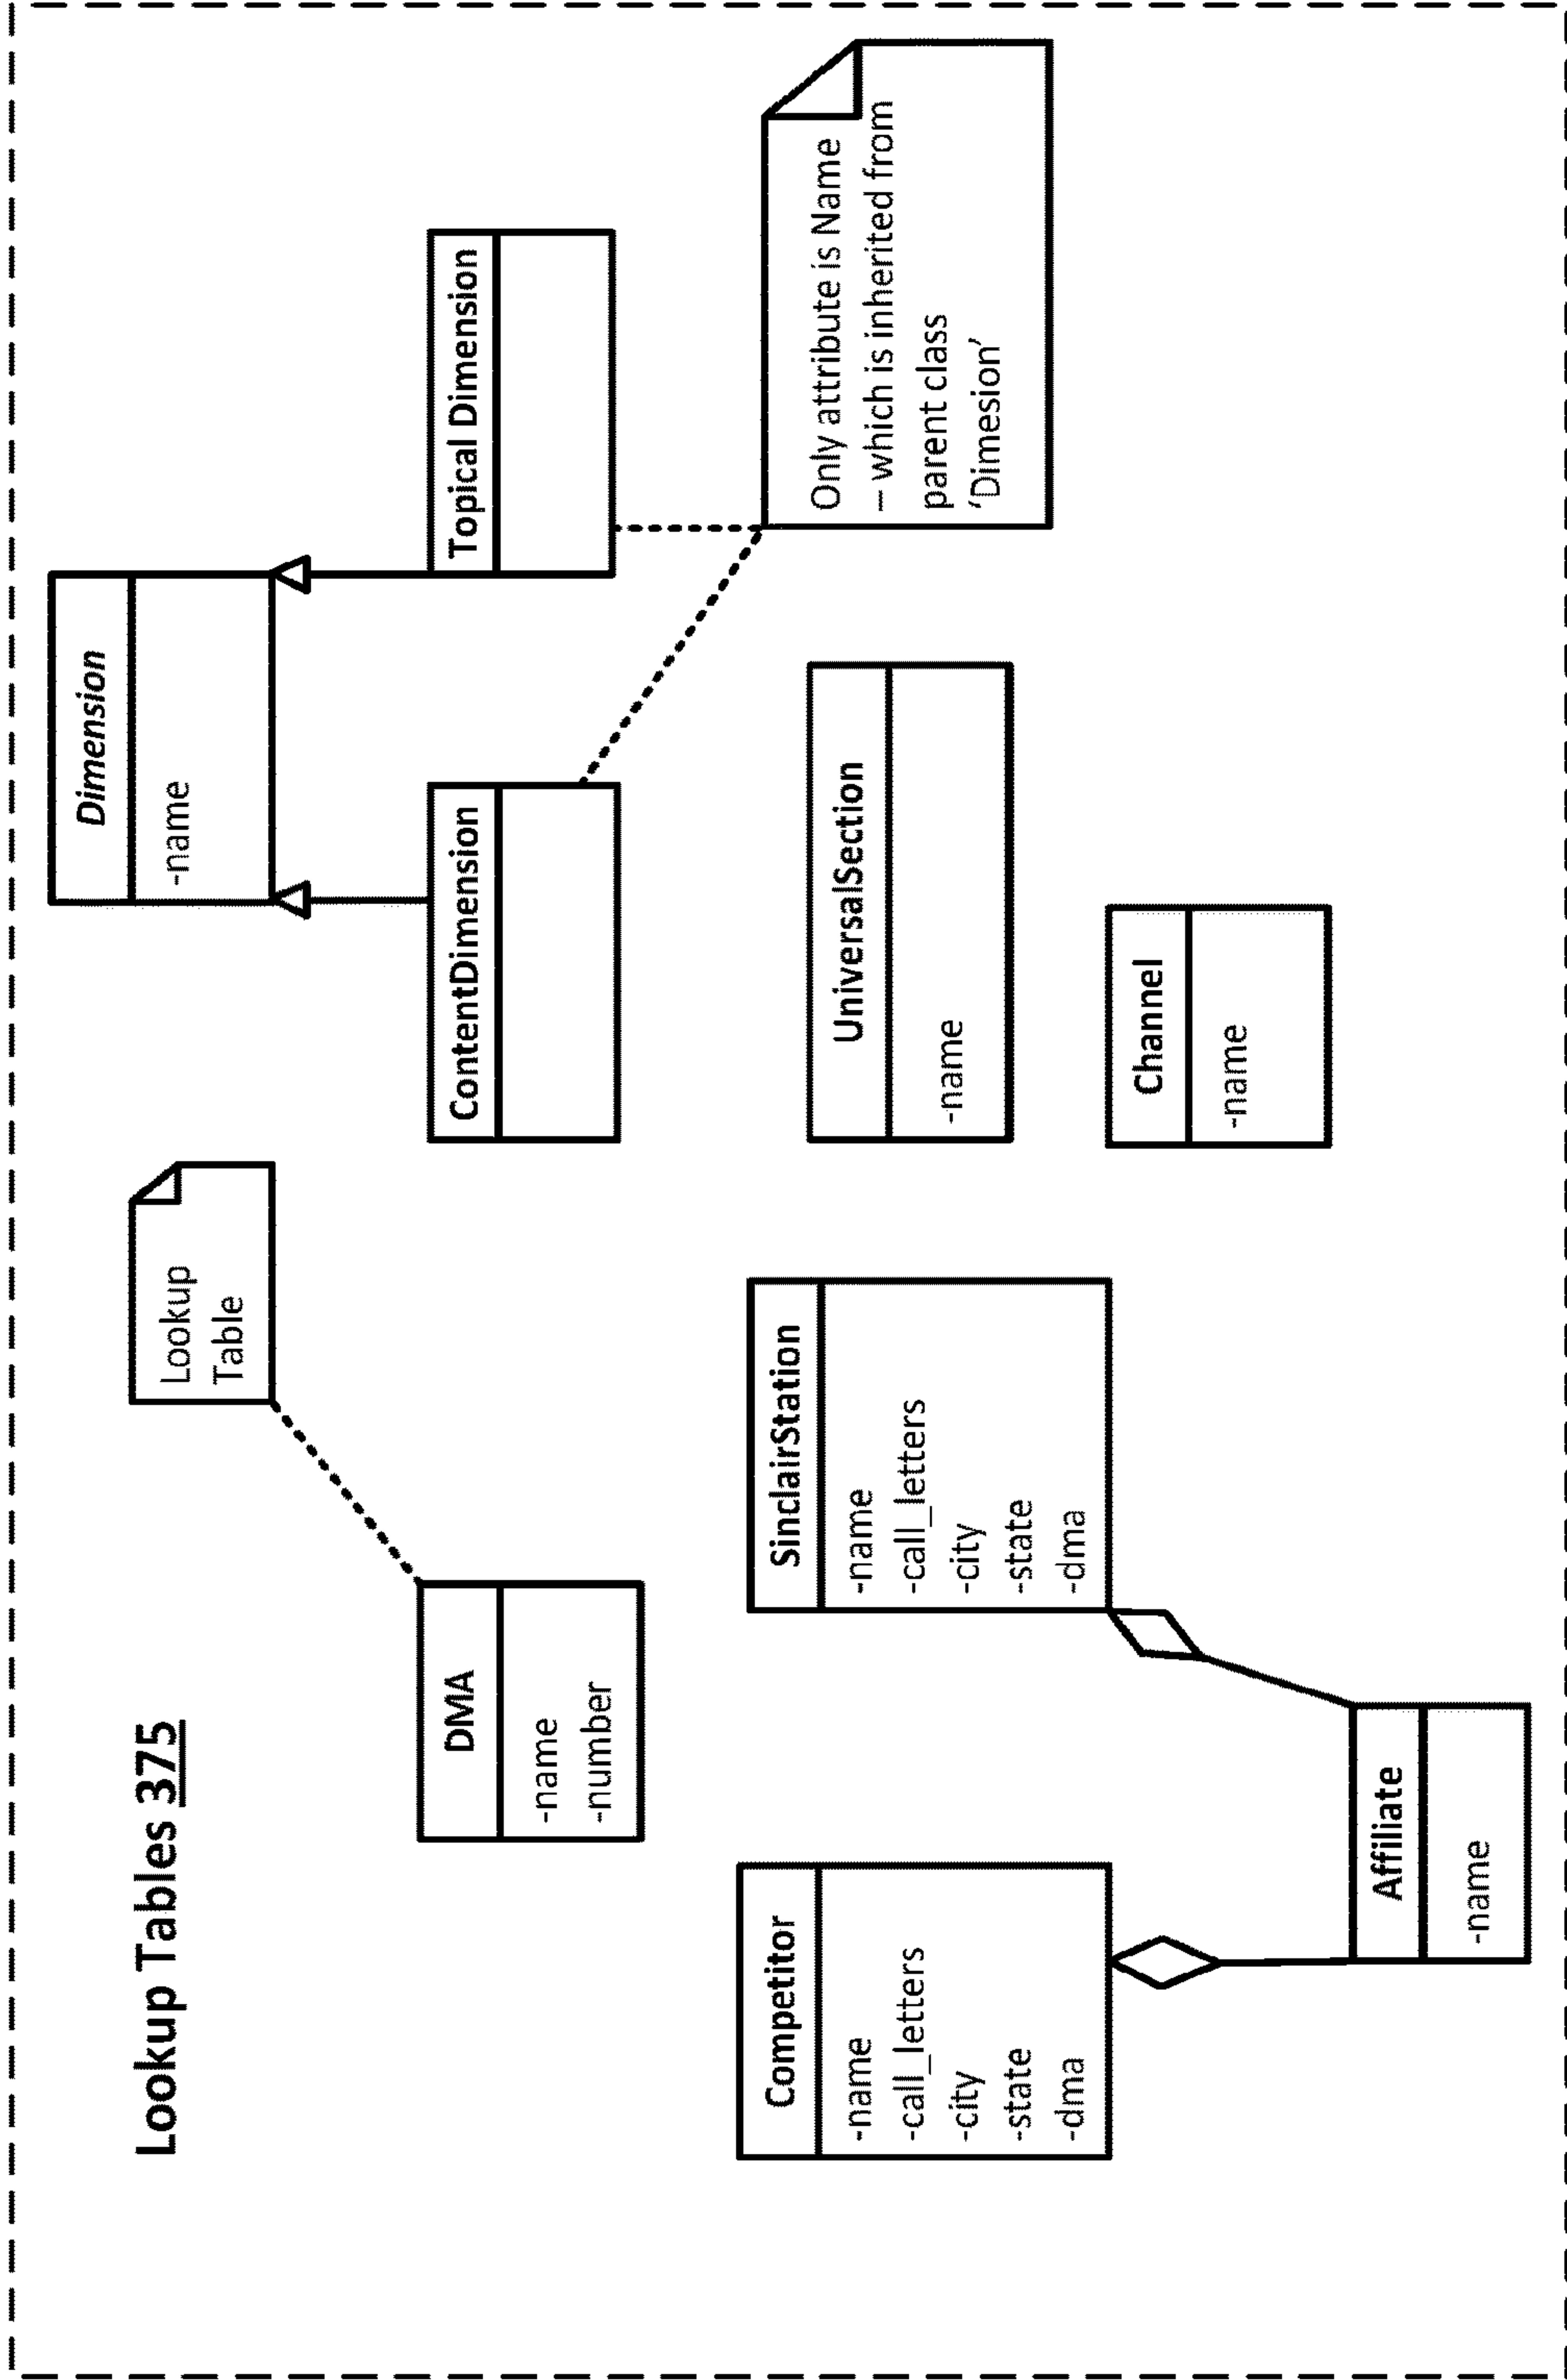 Lookup Tables 375
Lookup
Table
Dimension
-name
DMA
-name
-number
ContentDimension
Topical Dimension
Competitor
-name
-call_letters
-city
-state
-dma
SinclairStation
-name
-call_letters
-city
-state
-dma
UniversalSection
-name
Only attribute is Name
– which is inherited from
parent class
‘Dimesion’
Channel
-name
Affiliate
-name